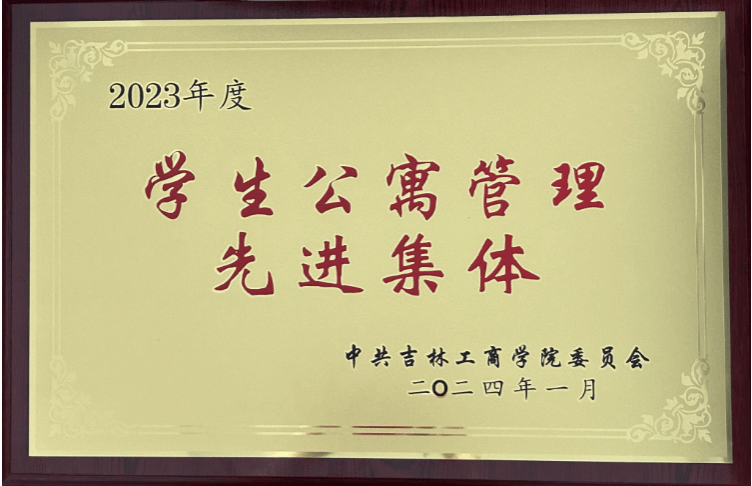 2023年度
学生公寓管理
先进集体
中共吉林工商学院委员会
二〇二四年一月